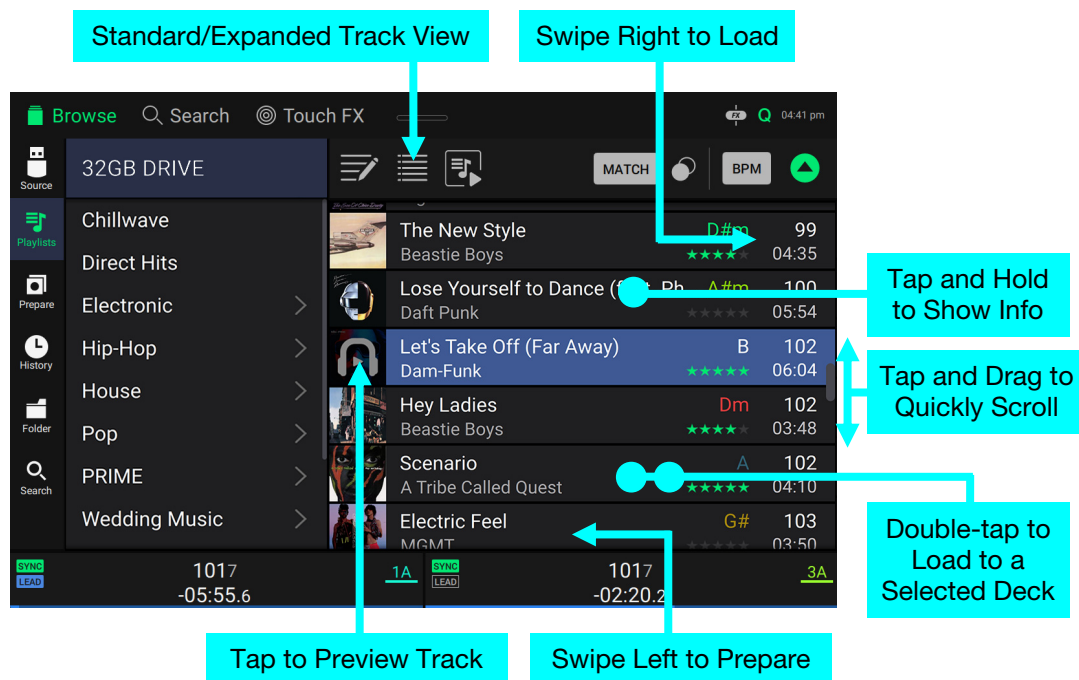 Standard/Expanded Track View
Swipe Right to Load
Browse
Search
Touch FX
FX
Q
04:41 pm
Source
32GB DRIVE
MATCH
BPM
Playlists
Prepare
History
Folder
Search
Chillwave
Direct Hits
Electronic
Hip-Hop
House
Pop
PRIME
Wedding Music
The New Style D#m 99
Beastie Boys ★★★★★ 04:35
Lose Yourself to Dance ( Ph A#m 100
Daft Punk ★★★★★ 05:54
Let's Take Off (Far Away) B 102
Dam-Funk ★★★★★ 06:04
Hey Ladies Dm 102
Beastie Boys ★★★★★ 03:48
Scenario A 102
A Tribe Called Quest ★★★★★ 04:10
Electric Feel G# 103
MGMT ★★★★★ 03:50
Tap and Hold
to Show Info
Tap and Drag to
Quickly Scroll
Double-tap to
Load to a
Selected Deck
SYNC
LEAD
1017
-05:55.6
1A
SYNC
LEAD
1017
-02:20.2
3A
Tap to Preview Track
Swipe Left to Prepare